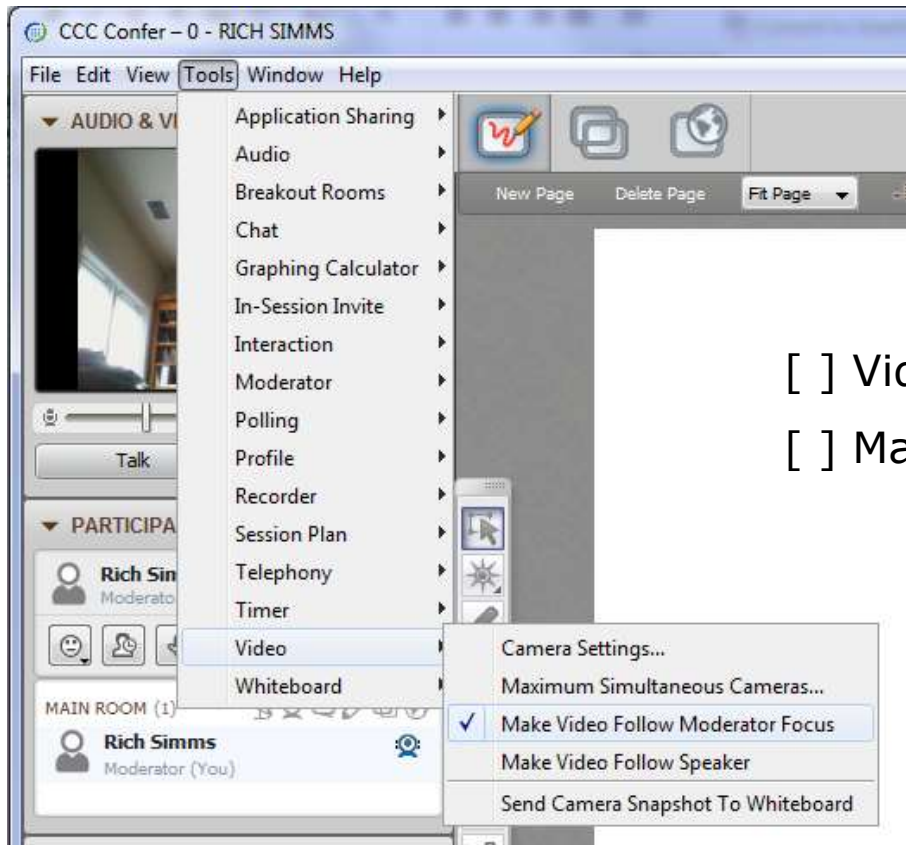 CCC Confer – 0 - RICH SIMMS
File Edit View Tools Window Help
AUDIO & VI
Application Sharing
Audio
Breakout Rooms
Chat
Graphing Calculator
In-Session Invite
Interaction
Moderator
Polling
Profile
Recorder
Session Plan
Telephony
Timer
Video
Whiteboard
New Page Delete Page Fit Page
[ ] Vid
[ ] Ma
Talk
PARTICIPA
Rich Sim
Moderato
MAIN ROOM (1)
Rich Simms
Moderator (You)
Camera Settings...
Maximum Simultaneous Cameras...
Make Video Follow Moderator Focus
Make Video Follow Speaker
Send Camera Snapshot To Whiteboard